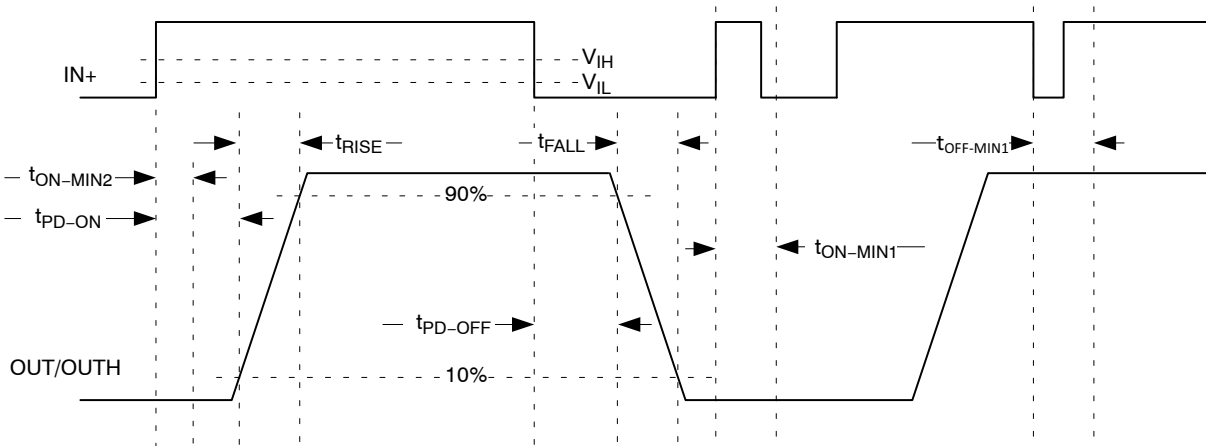 IN+
VIH
VIL
tRISE
tFALL
tOFF-MIN1
tON–MIN2
90%
tPD–ON
tON–MIN1
tPD–OFF
OUT/OUTH
10%